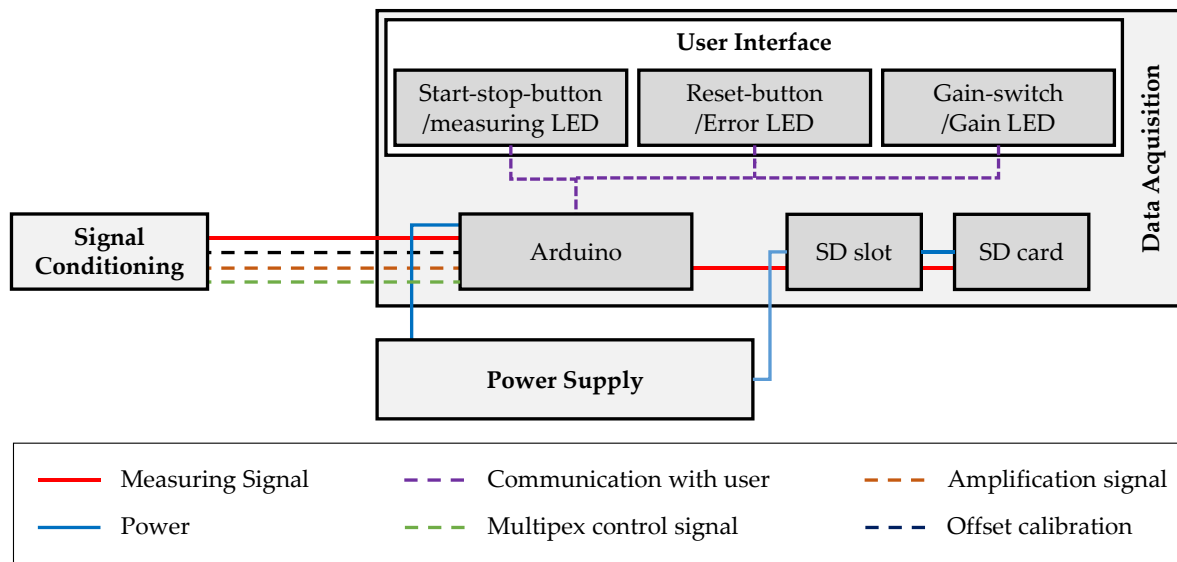 User Interface
Start-stop-button
/measuring LED
Reset-button
/Error LED
Gain-switch
/Gain LED
Data Acquisition
Signal
Conditioning
Arduino
SD slot
SD card
Power Supply
Measuring Signal
Communication with user
Amplification signal
Power
Multipex control signal
Offset calibration